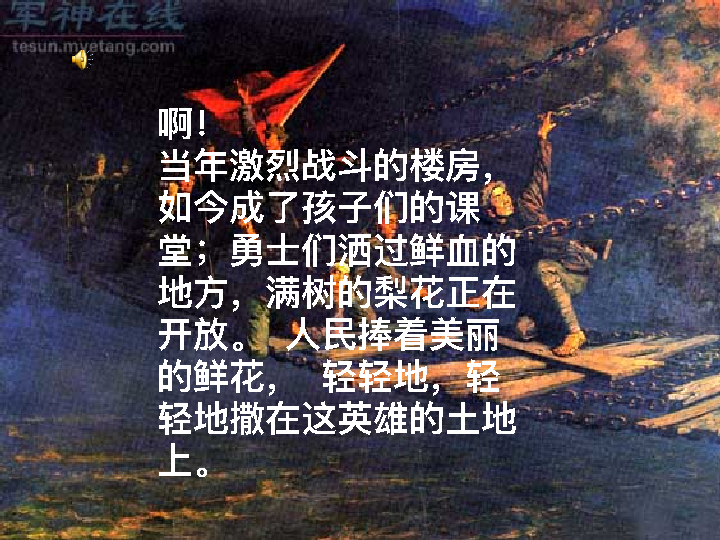 军神在线
tesun.myetang.com
啊！
当年激烈战斗的楼房，
如今成了孩子们的课
堂；勇士们洒过鲜血的
地方，满树的梨花正在
开放。 人民捧着美丽
的鲜花， 轻轻地，轻
轻地撒在这英雄的土地
上。